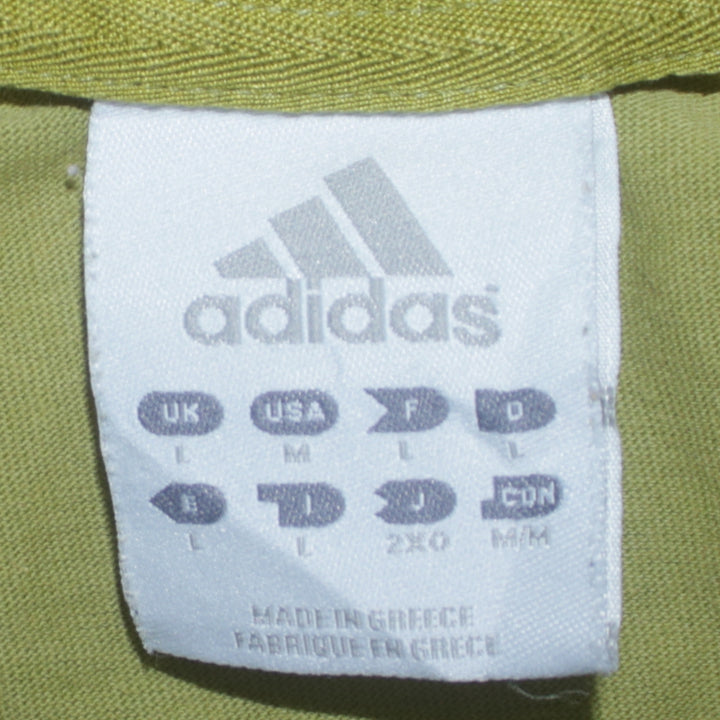 adidas
UK USA F D
L M L L
E I J CDN
L L 2XO M/M
MADE IN GREECE
FABRIQUE EN GRECE